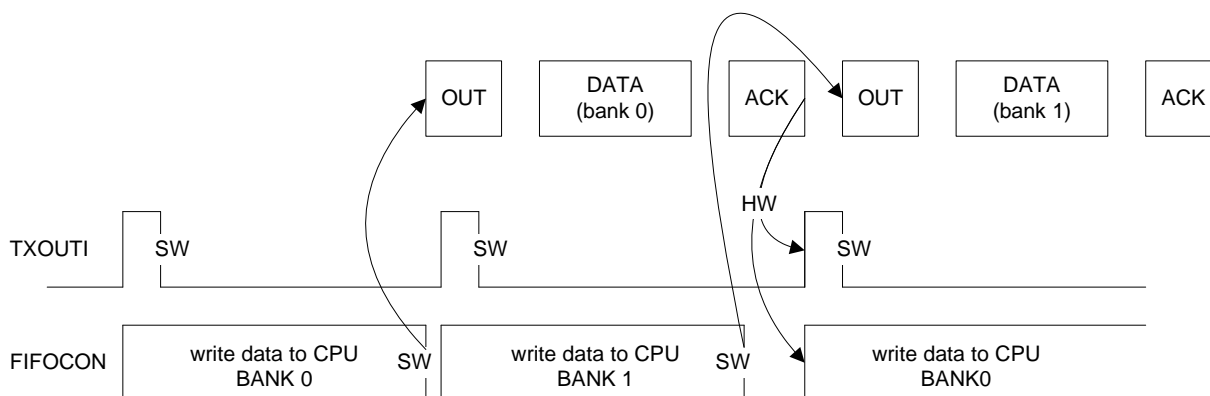 OUT
DATA
(bank 0)
ACK
OUT
DATA
(bank 1)
ACK
HW
TXOUTI
SW
SW
SW
FIFOCON
write data to CPU
BANK 0
SW
write data to CPU
BANK 1
SW
write data to CPU
BANK0